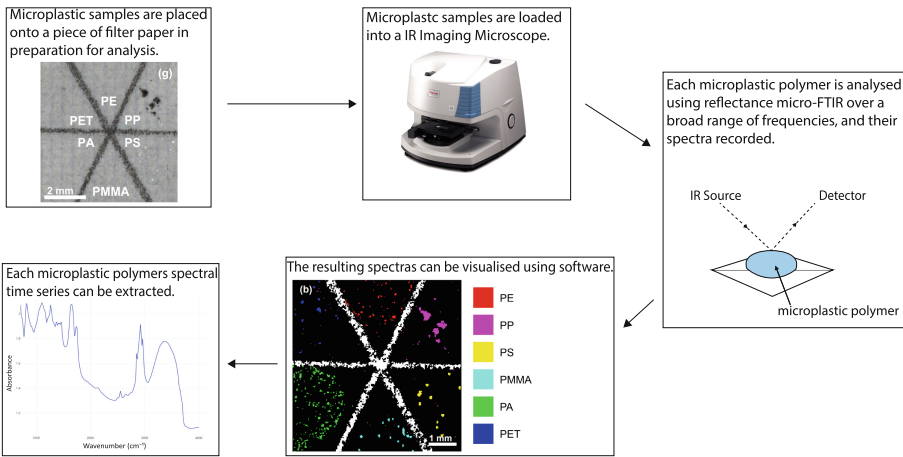 Microplastic samples are placed
onto a piece of filter paper in
preparation for analysis.
(g)
PE
PET
PP
PA
PS
PMMA
2 mm
Microplastc samples are loaded
into a IR Imaging Microscope.
Each microplastic polymer is analysed
using reflectance micro-FTIR over a
broad range of frequencies, and their
spectra recorded.
IR Source
Detector
microplastic polymer
The resulting spectras can be visualised using software.
(b)
1 mm
PE
PP
PS
PMMA
PA
PET
Each microplastic polymers spectral
time series can be extracted.
Absorbance
Wavenumber (cm⁻¹)